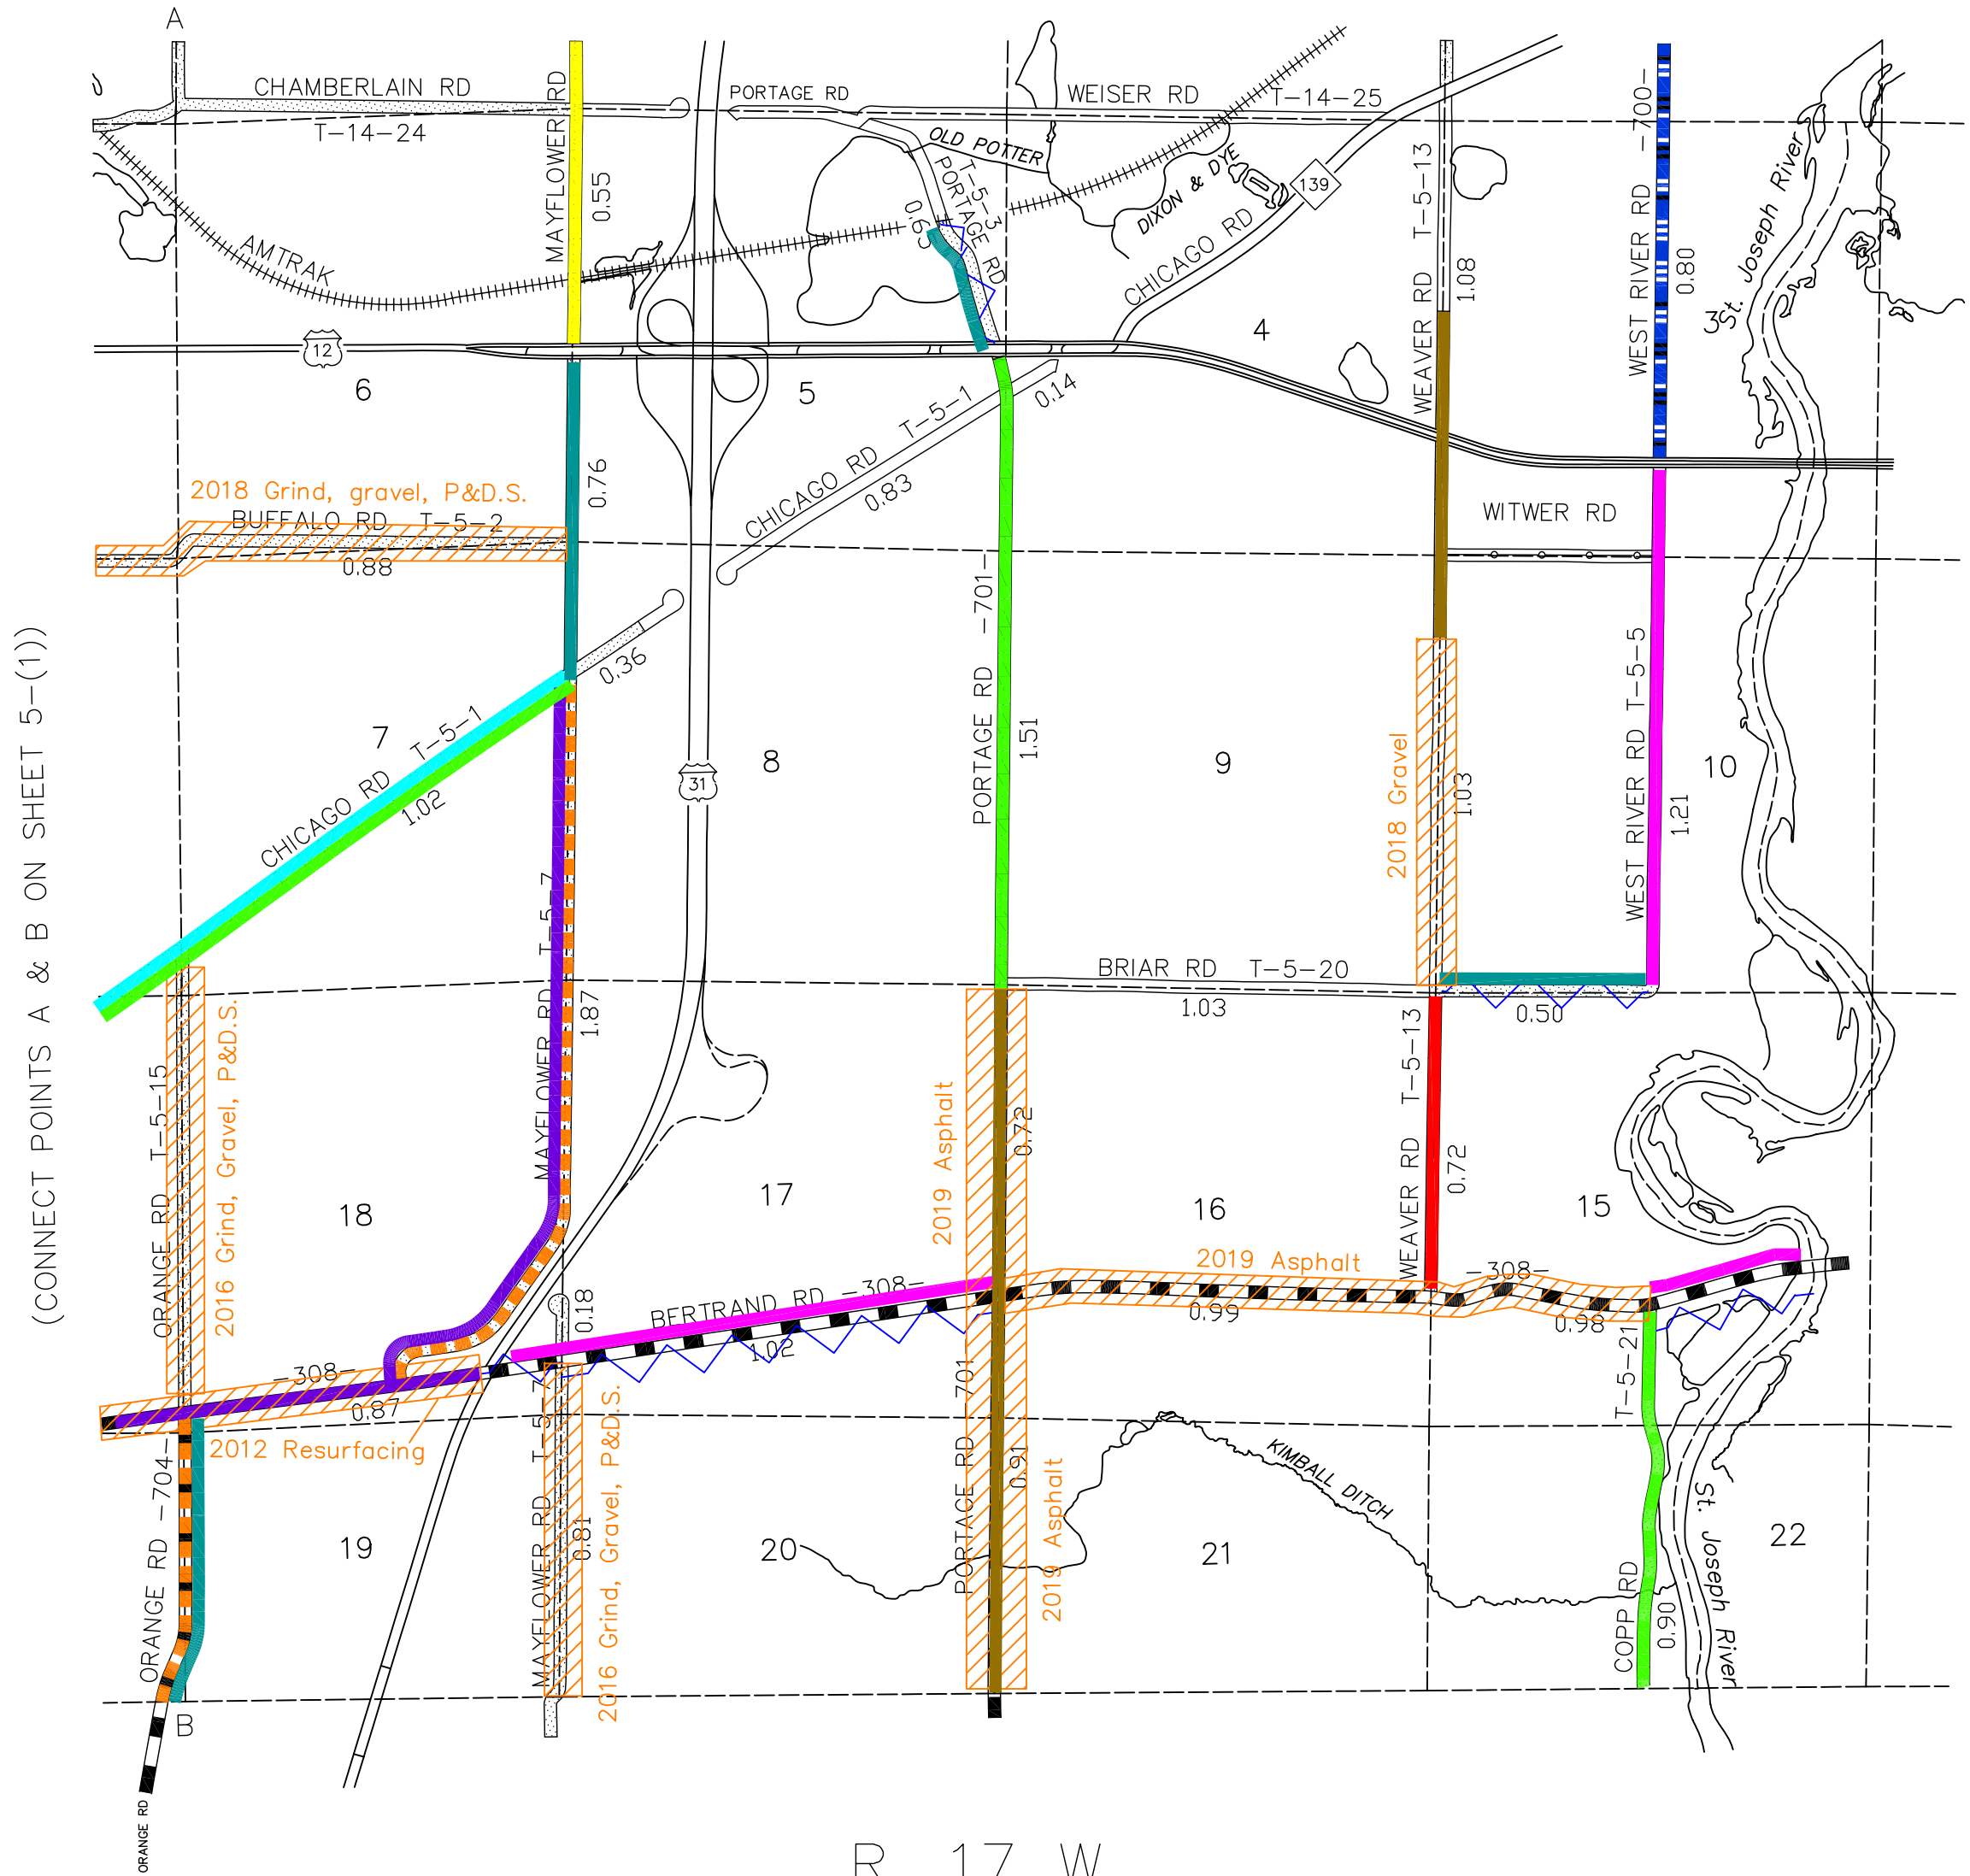 A
CHAMBERLAIN RD
T-14-24
MAYFLOWER RD
0.55
PORTAGE RD
WEISER RD
T-14-25
OLD POTTER
T-5-3
PORTAGE RD
0.65
DIXON & DYE
139
CHICAGO RD
WEAVER RD T-5-13
1.08
WEST RIVER RD -700-
0.80
St. Joseph River
3
AMTRAK
12
6
5
4
0.76
CHICAGO RD T-5-1
0.83
0.14
2018 Grind, gravel, P&D.S.
BUFFALO RD T-5-2
0.88
WITWER RD
0.36
(CONNECT POINTS A & B ON SHEET 5-(1))
7
CHICAGO RD T-5-1
1.02
31
8
PORTAGE RD -701-
1.51
9
2018 Gravel
1.03
WEST RIVER RD T-5-5
1.21
10
MAYFLOWER RD T-5-7
1.87
BRIAR RD T-5-20
1.03
0.50
ORANGE RD T-5-15
2016 Grind, Gravel, P&D.S.
18
17
2019 Asphalt
0.72
16
WEAVER RD T-5-13
0.72
15
2019 Asphalt
-308-
0.99
0.98
0.18
BERTRAND RD -308-
1.02
-308-
0.87
2012 Resurfacing
ORANGE RD -704-
19
MAYFLOWER RD T-5-7
0.81
2016 Grind, Gravel, P&D.S.
20
PORTAGE RD 701
0.91
2019 Asphalt
KIMBALL DITCH
21
COPP RD T-5-21
0.90
St. Joseph River
22
B
ORANGE RD
R 17 W